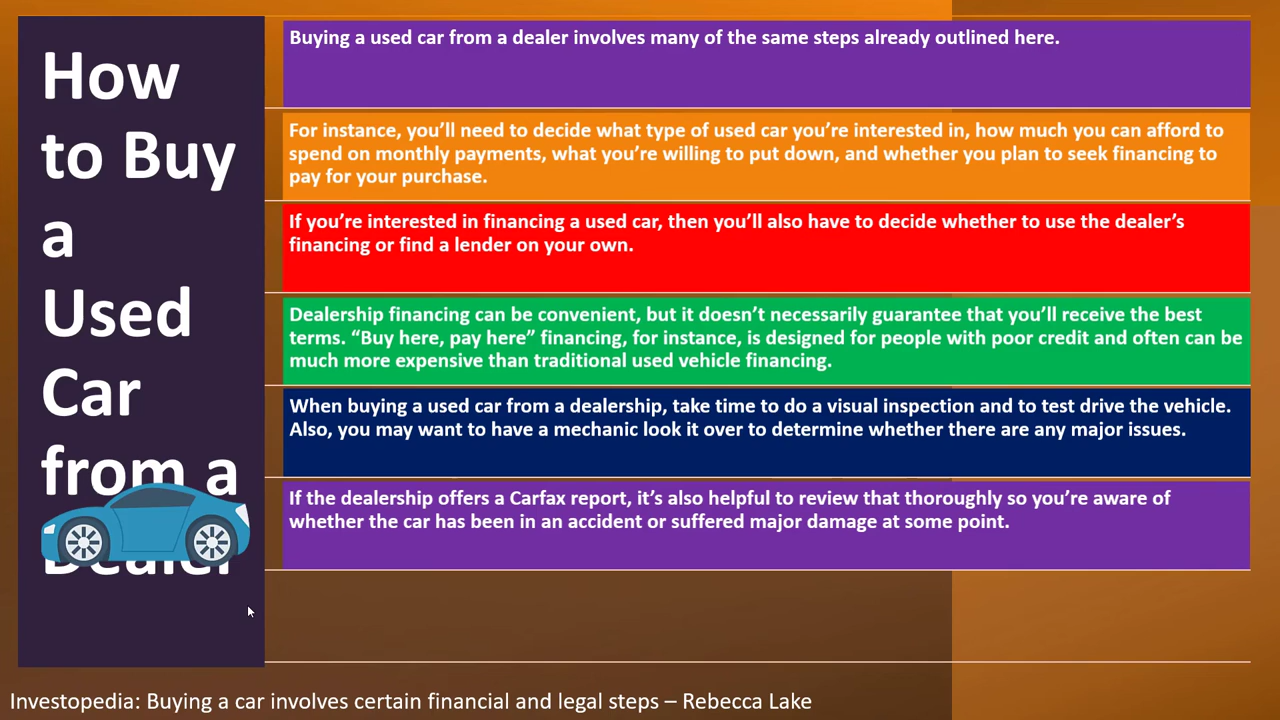 How
to Buy
a
Used
Car
from a
Dealer
Buying a used car from a dealer involves many of the same steps already outlined here.
For instance, you’ll need to decide what type of used car you’re interested in, how much you can afford to
spend on monthly payments, what you’re willing to put down, and whether you plan to seek financing to
pay for your purchase.
If you’re interested in financing a used car, then you’ll also have to decide whether to use the dealer’s
financing or find a lender on your own.
Dealership financing can be convenient, but it doesn’t necessarily guarantee that you’ll receive the best
terms. “Buy here, pay here” financing, for instance, is designed for people with poor credit and often can be
much more expensive than traditional used vehicle financing.
When buying a used car from a dealership, take time to do a visual inspection and to test drive the vehicle.
Also, you may want to have a mechanic look it over to determine whether there are any major issues.
If the dealership offers a Carfax report, it’s also helpful to review that thoroughly so you’re aware of
whether the car has been in an accident or suffered major damage at some point.
Investopedia: Buying a car involves certain financial and legal steps – Rebecca Lake